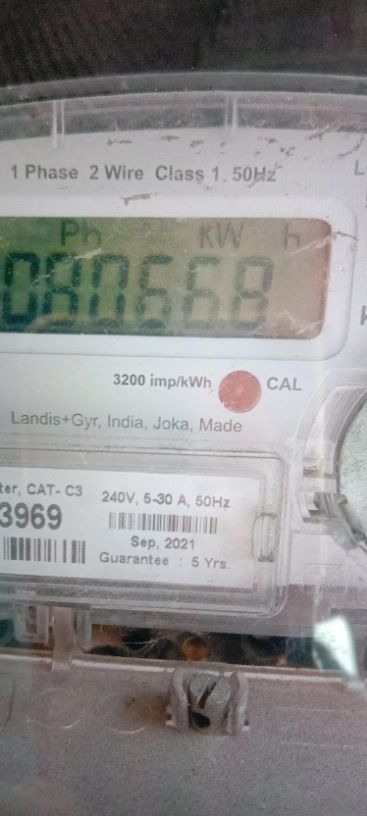 1 Phase 2 Wire Class 1. 50Hz
Ph kW h
080668
3200 imp/kWh CAL
Landis+Gyr, India, Joka, Made
ter, CAT- C3 240V, 5-30 A, 50Hz
3969
Sep, 2021
Guarantee : 5 Yrs.